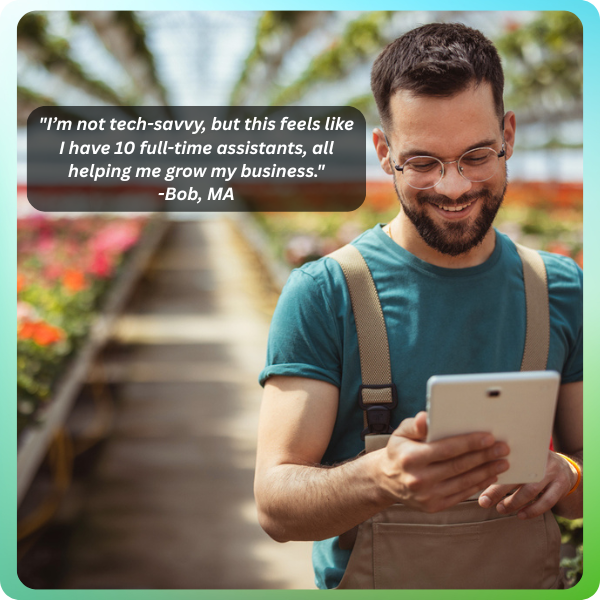 "I'm not tech-savvy, but this feels like
I have 10 full-time assistants, all
helping me grow my business."
-Bob, MA